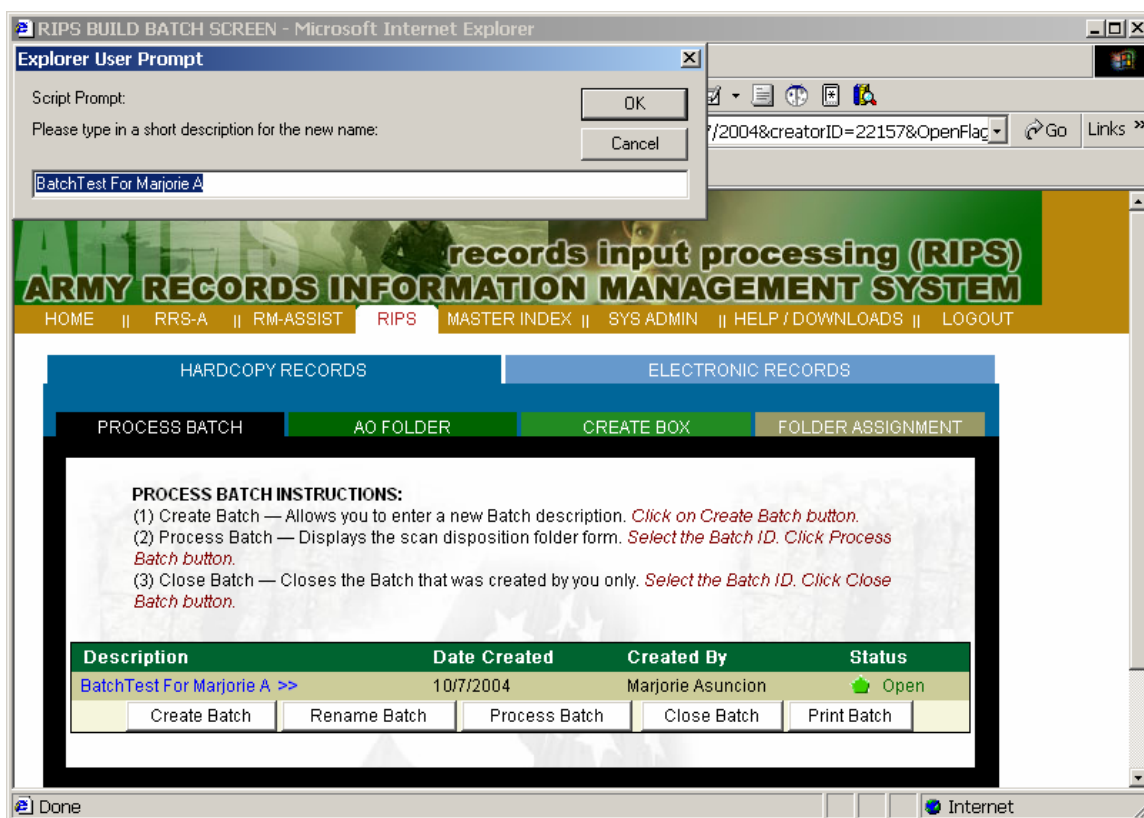 RIPS BUILD BATCH SCREEN - Microsoft Internet Explorer
Explorer User Prompt
Script Prompt:
Please type in a short description for the new name:
OK
Cancel
BatchTest For Marjorie A
7/2004&creatorID=22157&OpenFlag
Go
Links »
ARIMS
records input processing (RIPS)
ARMY RECORDS INFORMATION MANAGEMENT SYSTEM
HOME || RRS-A || RM-ASSIST RIPS MASTER INDEX || SYS ADMIN || HELP / DOWNLOADS || LOGOUT
HARDCOPY RECORDS ELECTRONIC RECORDS
PROCESS BATCH AO FOLDER CREATE BOX FOLDER ASSIGNMENT
PROCESS BATCH INSTRUCTIONS:
(1) Create Batch — Allows you to enter a new Batch description. Click on Create Batch button.
(2) Process Batch — Displays the scan disposition folder form. Select the Batch ID. Click Process
Batch button.
(3) Close Batch — Closes the Batch that was created by you only. Select the Batch ID. Click Close
Batch button.
Description Date Created Created By Status
BatchTest For Marjorie A >> 10/7/2004 Marjorie Asuncion Open
Create Batch Rename Batch Process Batch Close Batch Print Batch
Done Internet